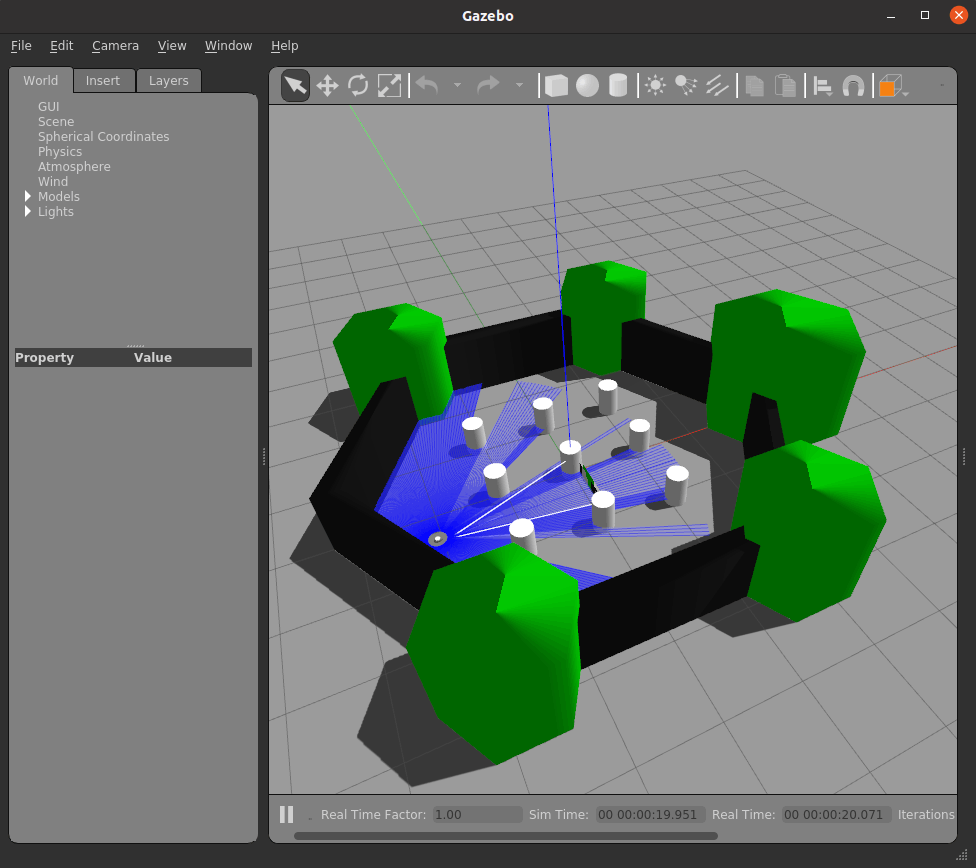 Gazebo
File Edit Camera View Window Help
World Insert Layers
GUI
Scene
Spherical Coordinates
Physics
Atmosphere
Wind
Models
Lights
Property Value
Real Time Factor: 1.00 Sim Time: 00 00:00:19.951 Real Time: 00 00:00:20.071 Iterations